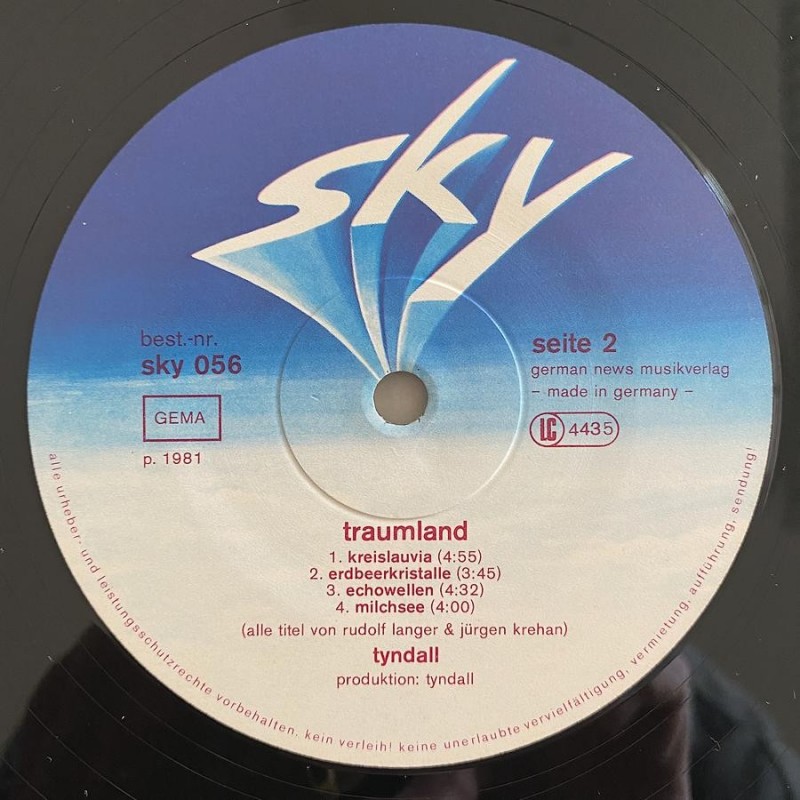 sky
best.-nr.
sky 056
GEMA
p. 1981
seite 2
german news musikverlag
– made in germany –
LC 4435
traumland
1. kreislauvia (4:55)
2. erdbeerkristalle (3:45)
3. echowellen (4:32)
4. milchsee (4:00)
(alle titel von rudolf langer & jürgen krehan)
tyndall
produktion: tyndall
alle urheber- und leistungsschutzrechte vorbehalten. kein verleih! keine unerlaubte vervielfältigung, vermietung, aufführung, sendung!